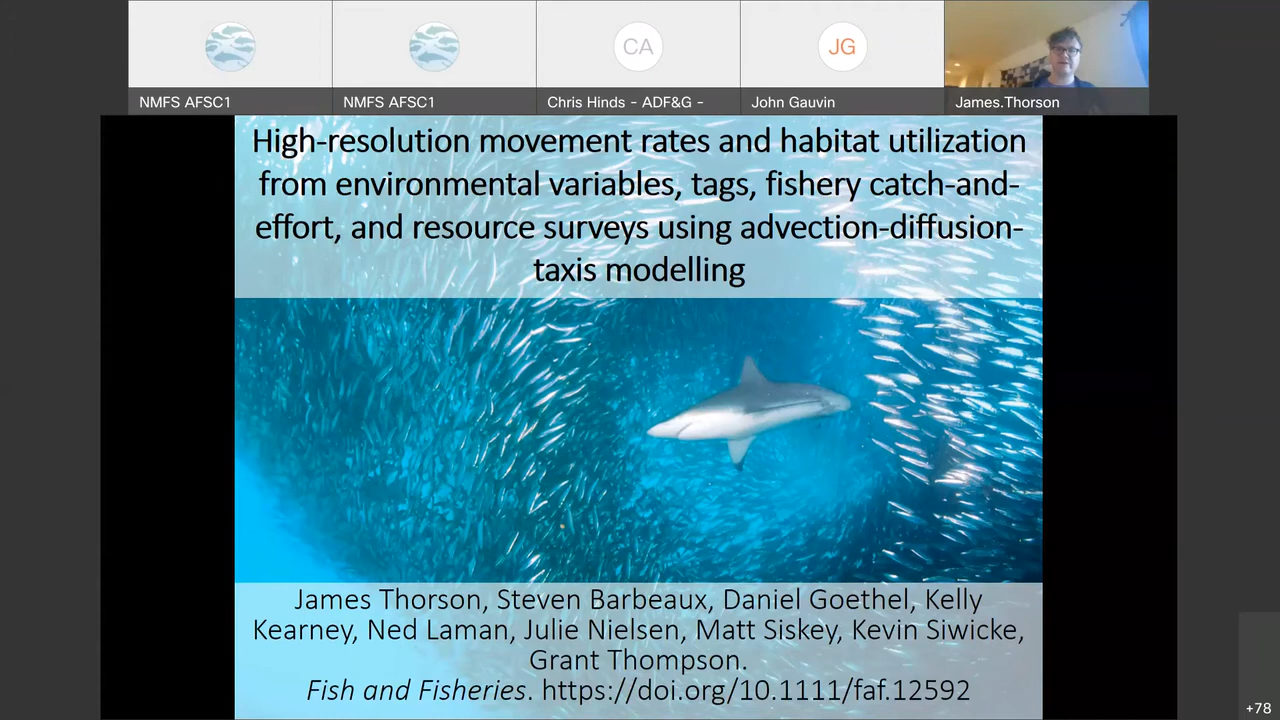 NMFS AFSC1
NMFS AFSC1
CA
Chris Hinds - ADF&G -
JG
John Gauvin
James.Thorson
High-resolution movement rates and habitat utilization
from environmental variables, tags, fishery catch-and-
effort, and resource surveys using advection-diffusion-
taxis modelling
James Thorson, Steven Barbeaux, Daniel Goethel, Kelly
Kearney, Ned Laman, Julie Nielsen, Matt Siskey, Kevin Siwicke,
Grant Thompson.
Fish and Fisheries. https://doi.org/10.1111/faf.12592
+78